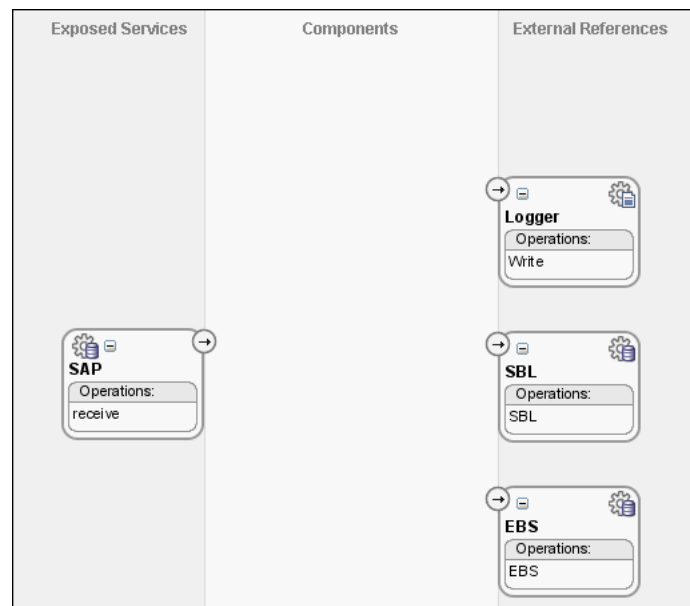 Exposed Services
Components
External References
Logger
Operations:
Write
SAP
Operations:
receive
SBL
Operations:
SBL
EBS
Operations:
EBS